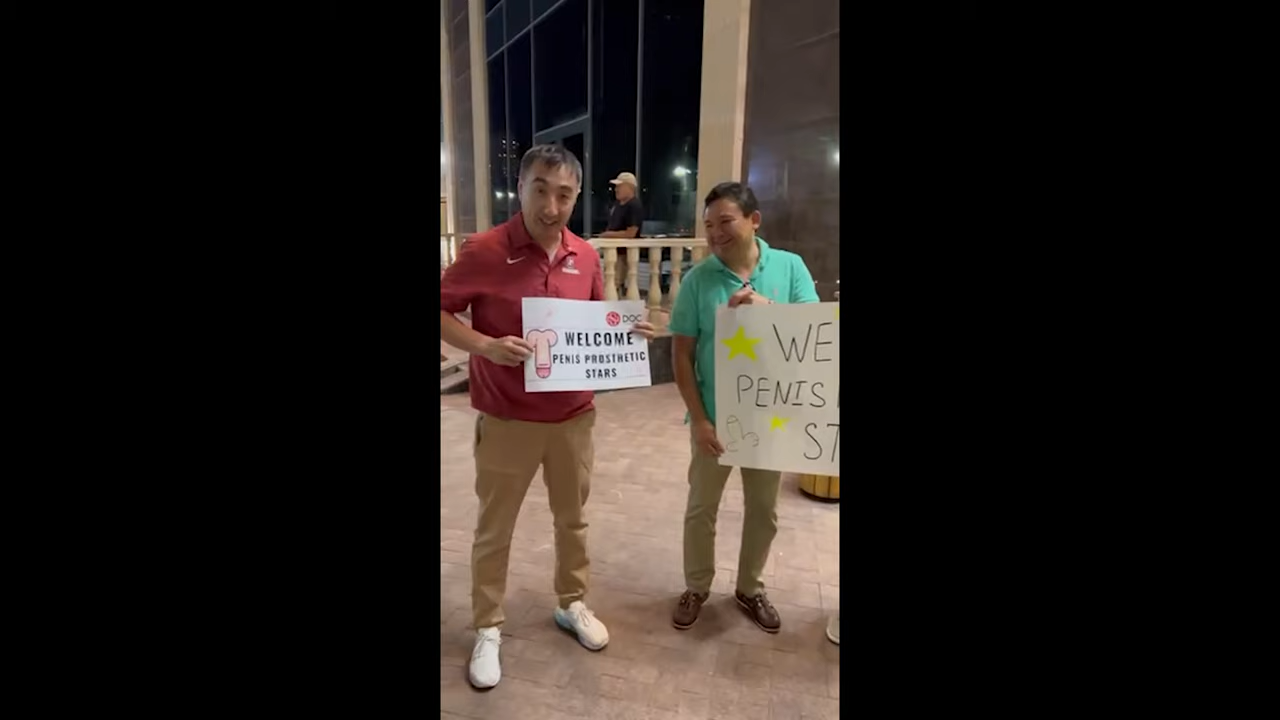 DOC
WELCOME
PENIS PROSTHETIC
STARS
WE
PENIS
ST